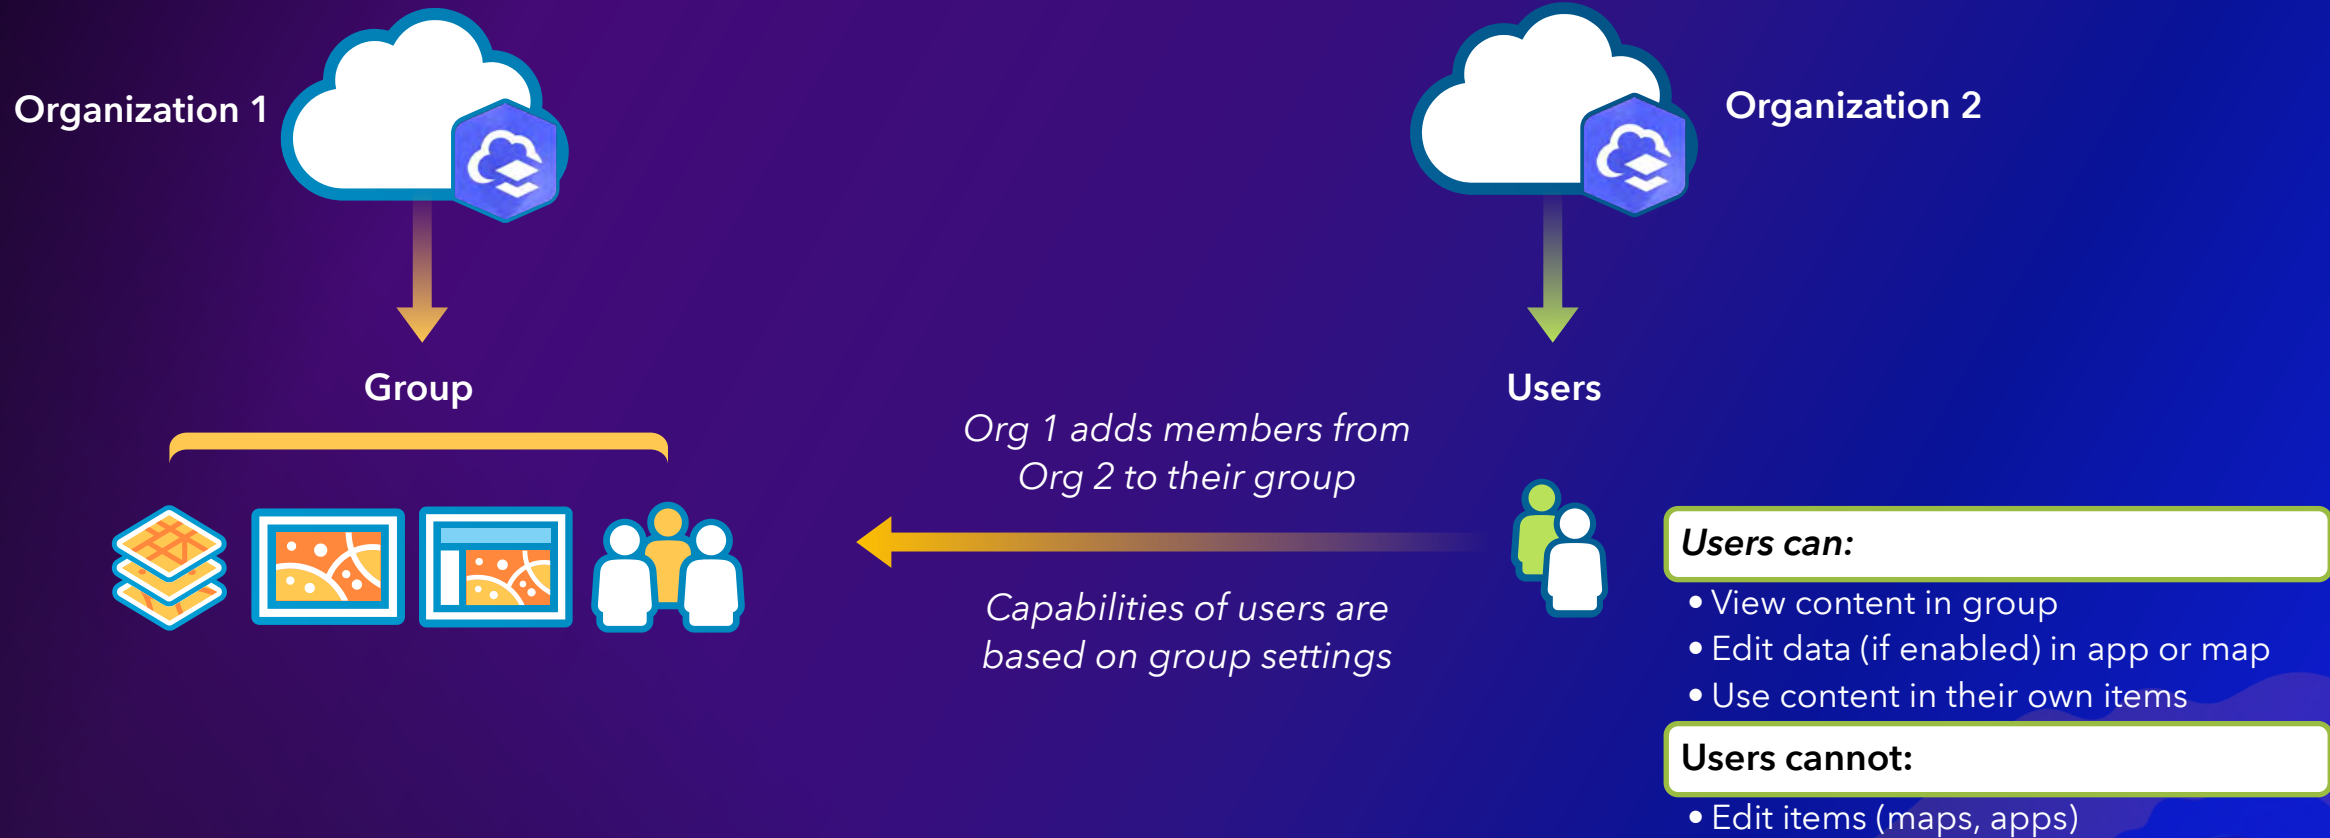 Organization 1
Organization 2
Group
Users
Org 1 adds members from
Org 2 to their group
Capabilities of users are
based on group settings
Users can:
• View content in group
• Edit data (if enabled) in app or map
• Use content in their own items
Users cannot:
• Edit items (maps, apps)